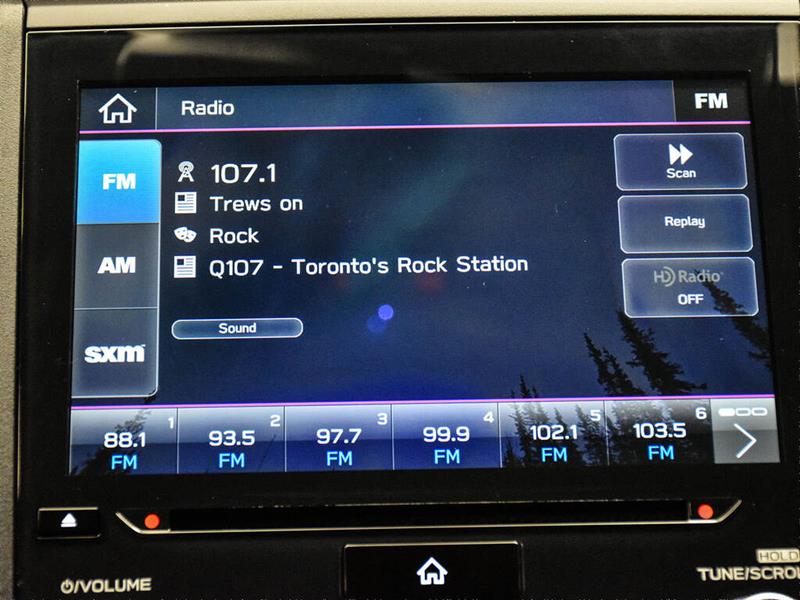 Radio
FM
FM
107.1
Scan
Trews on
Replay
Rock
AM
Q107 - Toronto's Rock Station
HD Radio
OFF
Sound
sxm
1
2
3
4
5
6
88.1
93.5
97.7
99.9
102.1
103.5
FM
FM
FM
FM
FM
FM
HOLD
/VOLUME
TUNE/SCROL